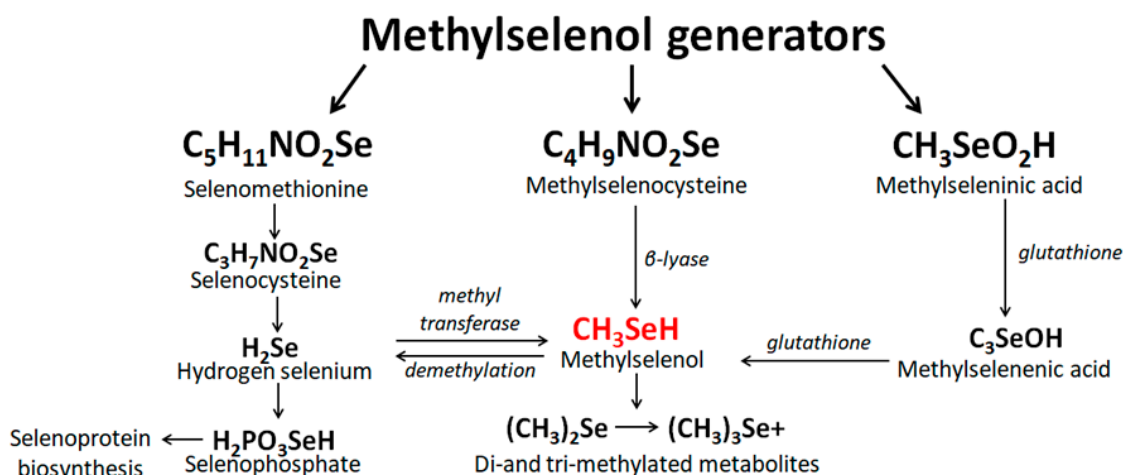 Methylselenol generators
C₅H₁₁NO₂Se
Selenomethionine
C₃H₇NO₂Se
Selenocysteine
H₂Se
Hydrogen selenium
H₂PO₃SeH
Selenophosphate
Selenoprotein
biosynthesis
methyl
transferase
demethylation
C₄H₉NO₂Se
Methylselenocysteine
β-lyase
CH₃SeH
Methylselenol
(CH₃)₂Se
(CH₃)₃Se+
Di-and tri-methylated metabolites
CH₃SeO₂H
Methylseleninic acid
glutathione
C₃SeOH
Methylselenenic acid
glutathione